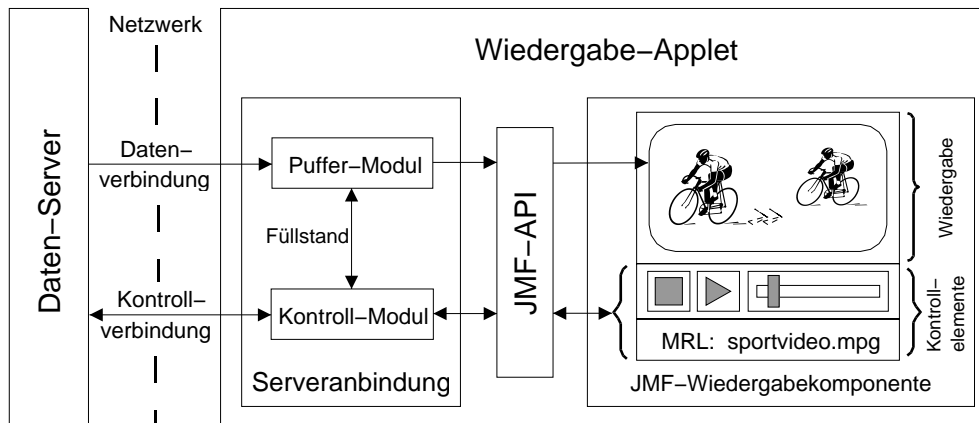 Netzwerk
Wiedergabe–Applet
Daten–Server
Daten–
verbindung
Puffer–Modul
Füllstand
Kontroll–
verbindung
Kontroll–Modul
Serveranbindung
JMF–API
Wiedergabe
Kontroll–
elemente
MRL: sportvideo.mpg
JMF–Wiedergabekomponente